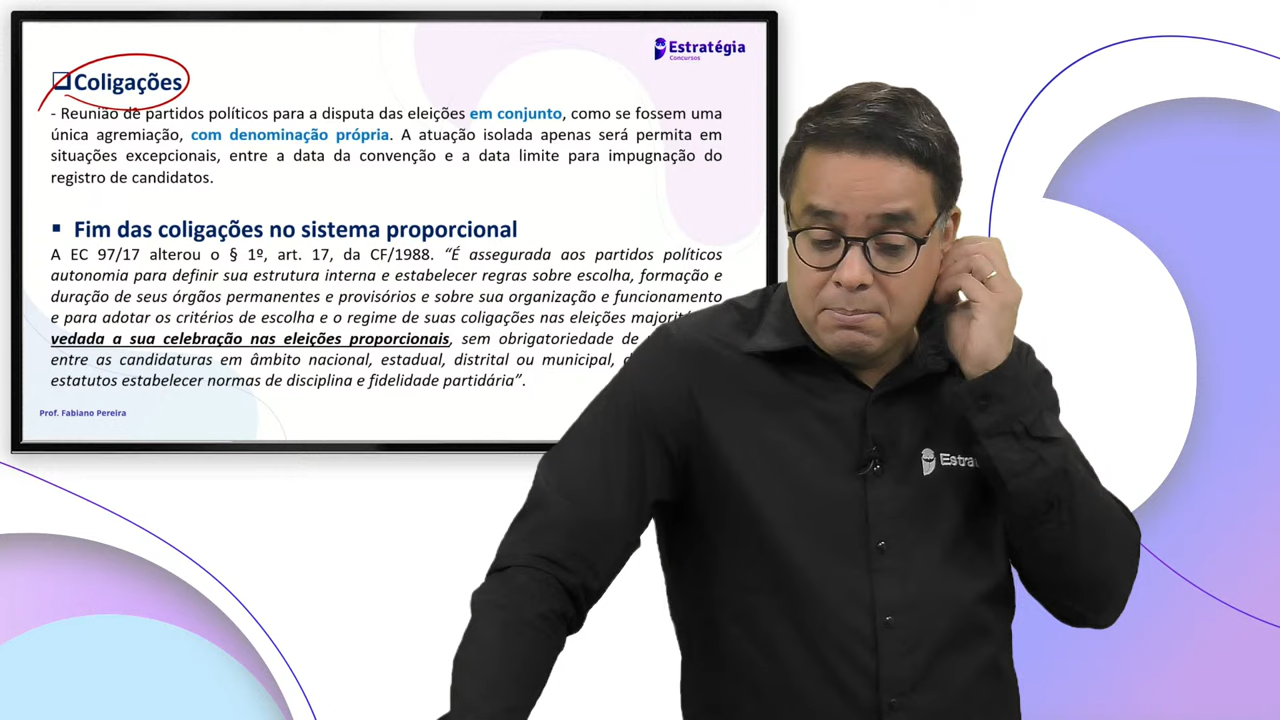 Estratégia
Concursos
Coligações
- Reunião de partidos políticos para a disputa das eleições em conjunto, como se fossem uma
única agremiação, com denominação própria. A atuação isolada apenas será permita em
situações excepcionais, entre a data da convenção e a data limite para impugnação do
registro de candidatos.
▪ Fim das coligações no sistema proporcional
A EC 97/17 alterou o § 1º, art. 17, da CF/1988. “É assegurada aos partidos políticos
autonomia para definir sua estrutura interna e estabelecer regras sobre escolha, formação e
duração de seus órgãos permanentes e provisórios e sobre sua organização e funcionamento
e para adotar os critérios de escolha e o regime de suas coligações nas eleições
vedada a sua celebração nas eleições proporcionais, sem obrigatoriedade de
entre as candidaturas em âmbito nacional, estadual, distrital ou municipal,
estatutos estabelecer normas de disciplina e fidelidade partidária”.
Prof. Fabiano Pereira